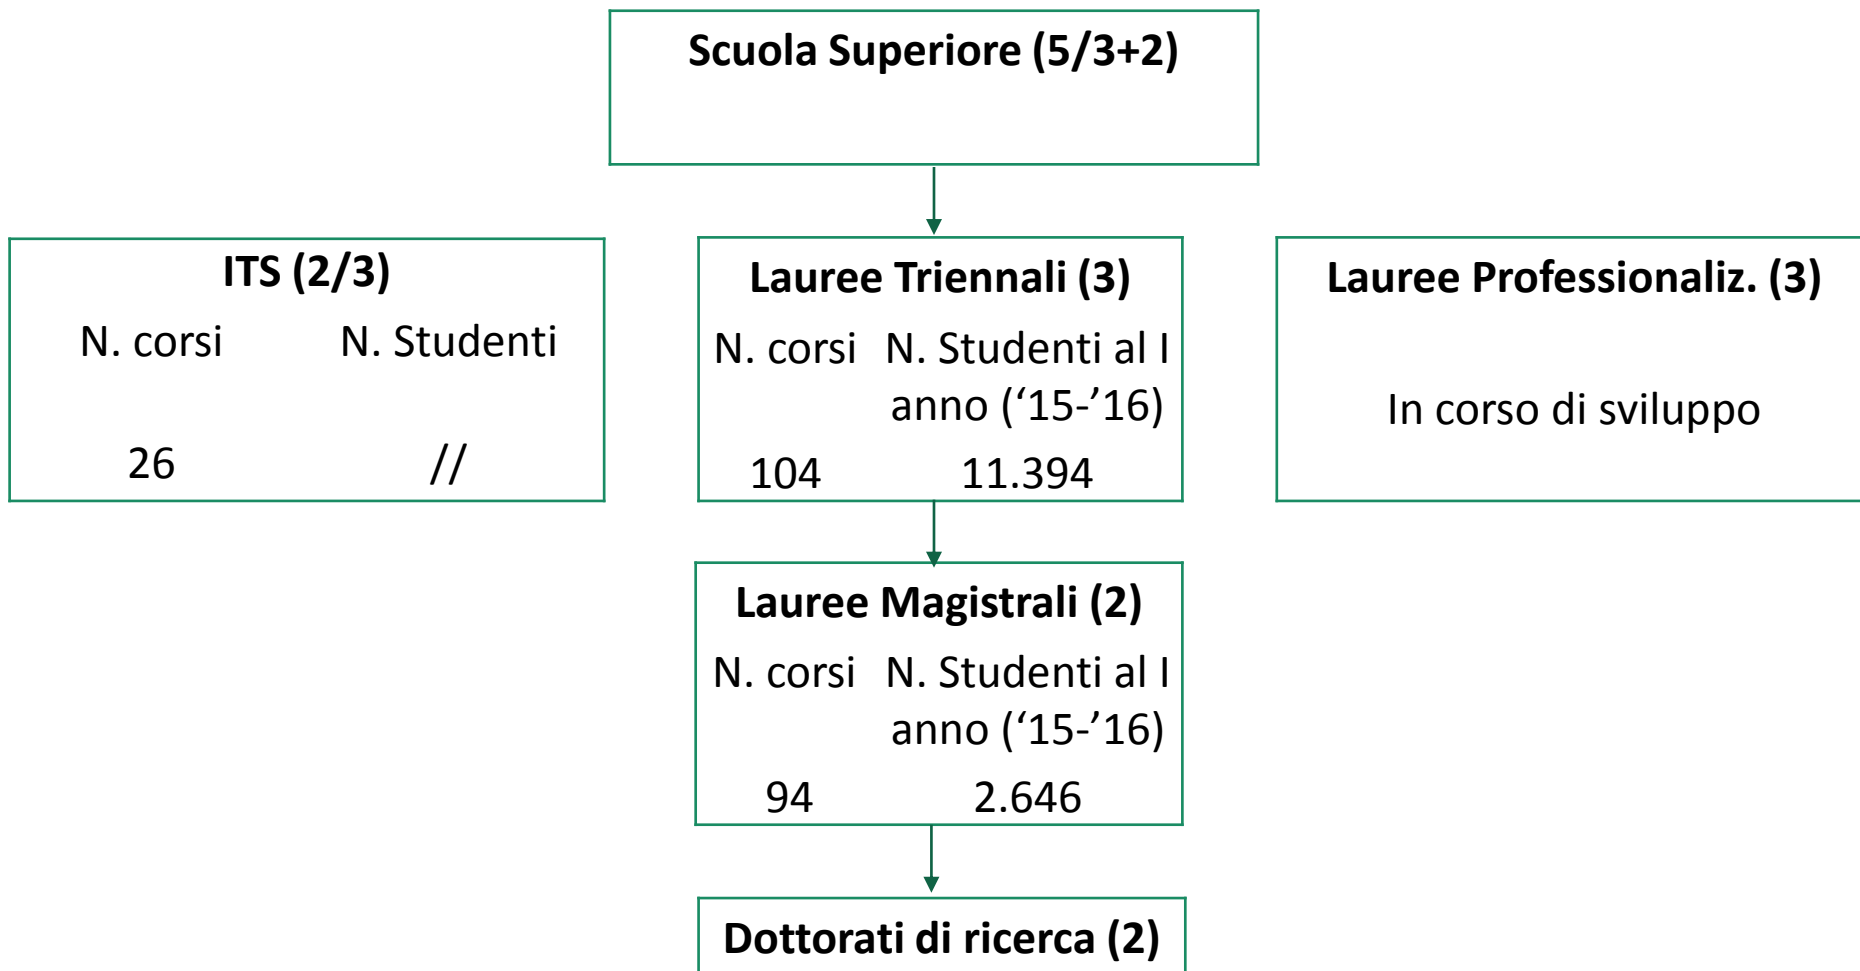 Scuola Superiore (5/3+2)
ITS (2/3)
N. corsi N. Studenti
26 //
Lauree Triennali (3)
N. corsi N. Studenti al I
anno (‘15-’16)
104 11.394
Lauree Professionaliz. (3)
In corso di sviluppo
Lauree Magistrali (2)
N. corsi N. Studenti al I
anno (‘15-’16)
94 2.646
Dottorati di ricerca (2)